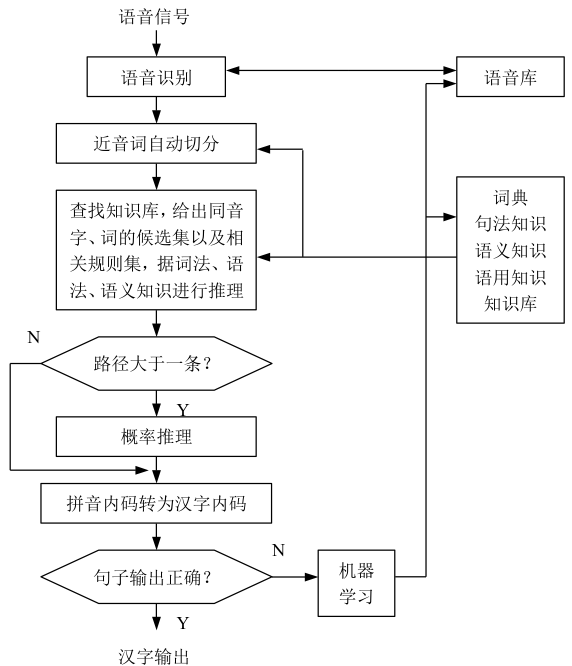 语音信号
语音识别
语音库
近音词自动切分
查找知识库，给出同音
字、词的候选集以及相
关规则集，据词法、语
法、语义知识进行推理
词典
句法知识
语义知识
语用知识
知识库
N
路径大于一条？
Y
概率推理
拼音内码转为汉字内码
N
句子输出正确？
机器
学习
Y
汉字输出